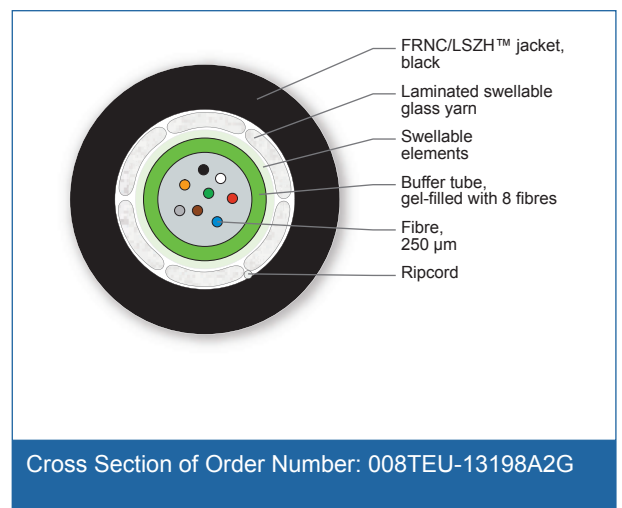 FRNC/LSZH™ jacket,
black
Laminated swellable
glass yarn
Swellable
elements
Buffer tube,
gel-filled with 8 fibres
Fibre,
250 µm
Ripcord
Cross Section of Order Number: 008TEU-13198A2G